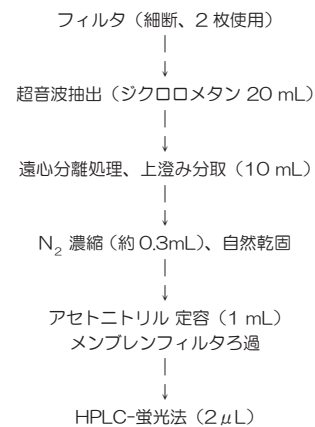 フィルタ（細断、2 枚使用）
超音波抽出（ジクロロメタン 20 mL）
遠心分離処理、上澄み分取（10 mL）
N₂ 濃縮（約 0.3mL）、自然乾固
アセトニトリル 定容（1 mL）
メンブレンフィルタろ過
HPLC-蛍光法（2μL）